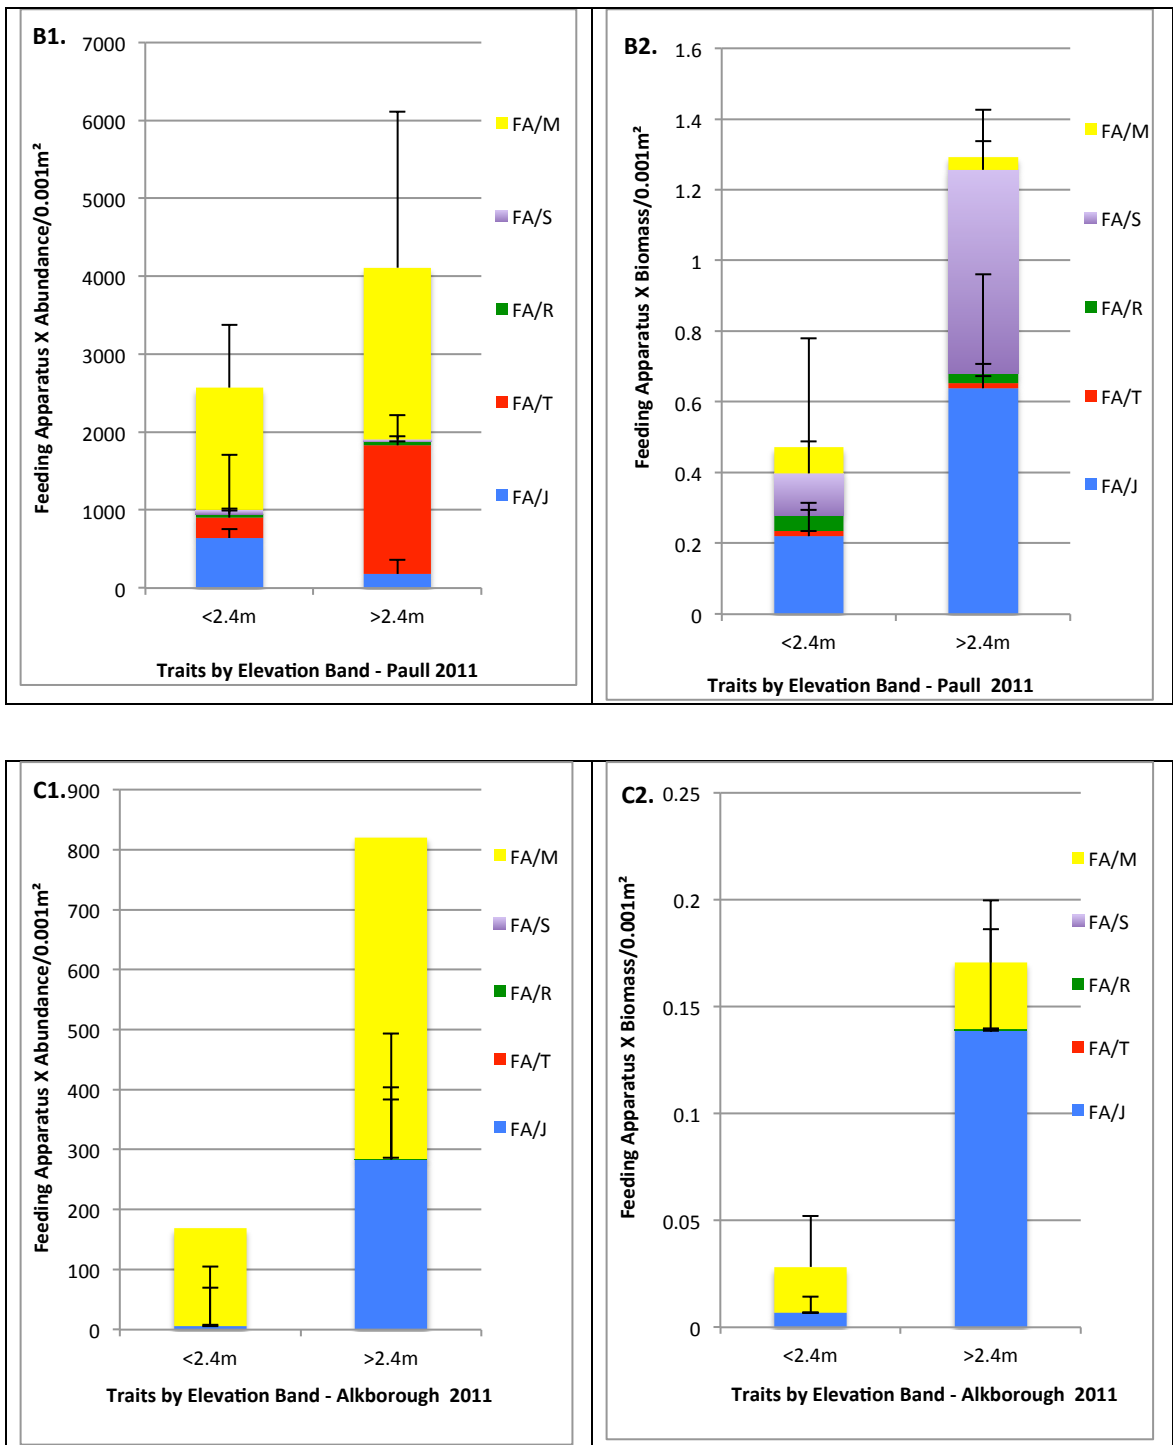 B1.
7000
6000
5000
4000
3000
2000
1000
0
Feeding Apparatus X Abundance/0.001m²
<2.4m >2.4m
Traits by Elevation Band - Paull 2011
FA/M
FA/S
FA/R
FA/T
FA/J
B2.
1.6
1.4
1.2
1
0.8
0.6
0.4
0.2
0
Feeding Apparatus X Biomass/0.001m²
<2.4m >2.4m
Traits by Elevation Band - Paull 2011
FA/M
FA/S
FA/R
FA/T
FA/J
C1.
900
800
700
600
500
400
300
200
100
0
Feeding Apparatus X Abundance/0.001m²
<2.4m >2.4m
Traits by Elevation Band - Alkborough 2011
FA/M
FA/S
FA/R
FA/T
FA/J
C2.
0.25
0.2
0.15
0.1
0.05
0
Feeding Apparatus X Biomass/0.001m²
<2.4m >2.4m
Traits by Elevation Band - Alkborough 2011
FA/M
FA/S
FA/R
FA/T
FA/J